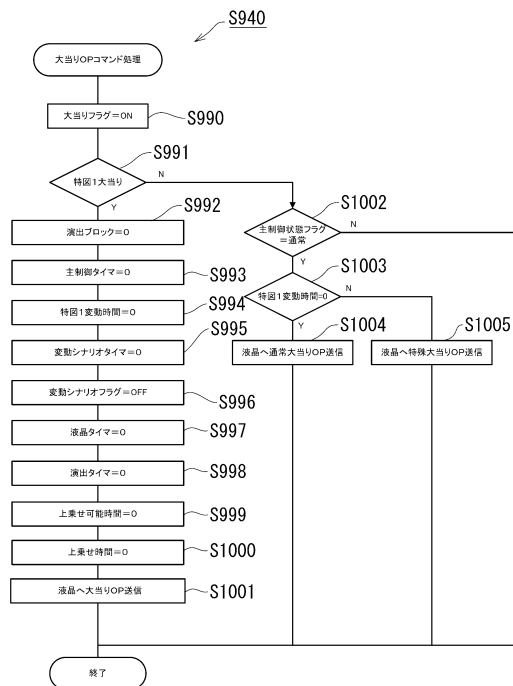 S940
大当りOPコマンド処理
大当りフラグ＝ON
S990
特図1大当り
S991
N
Y
演出ブロック＝0
S992
主制御タイマ＝0
S993
特図1変動時間＝0
S994
変動シナリオタイマ＝0
S995
変動シナリオフラグ＝OFF
S996
液晶タイマ＝0
S997
演出タイマ＝0
S998
上乗せ可能時間＝0
S999
上乗せ時間＝0
S1000
液晶へ大当りOP送信
S1001
主制御状態フラグ
＝通常
S1002
N
Y
特図1変動時間=0
S1003
N
Y
液晶へ通常大当りOP送信
S1004
液晶へ特殊大当りOP送信
S1005
終了